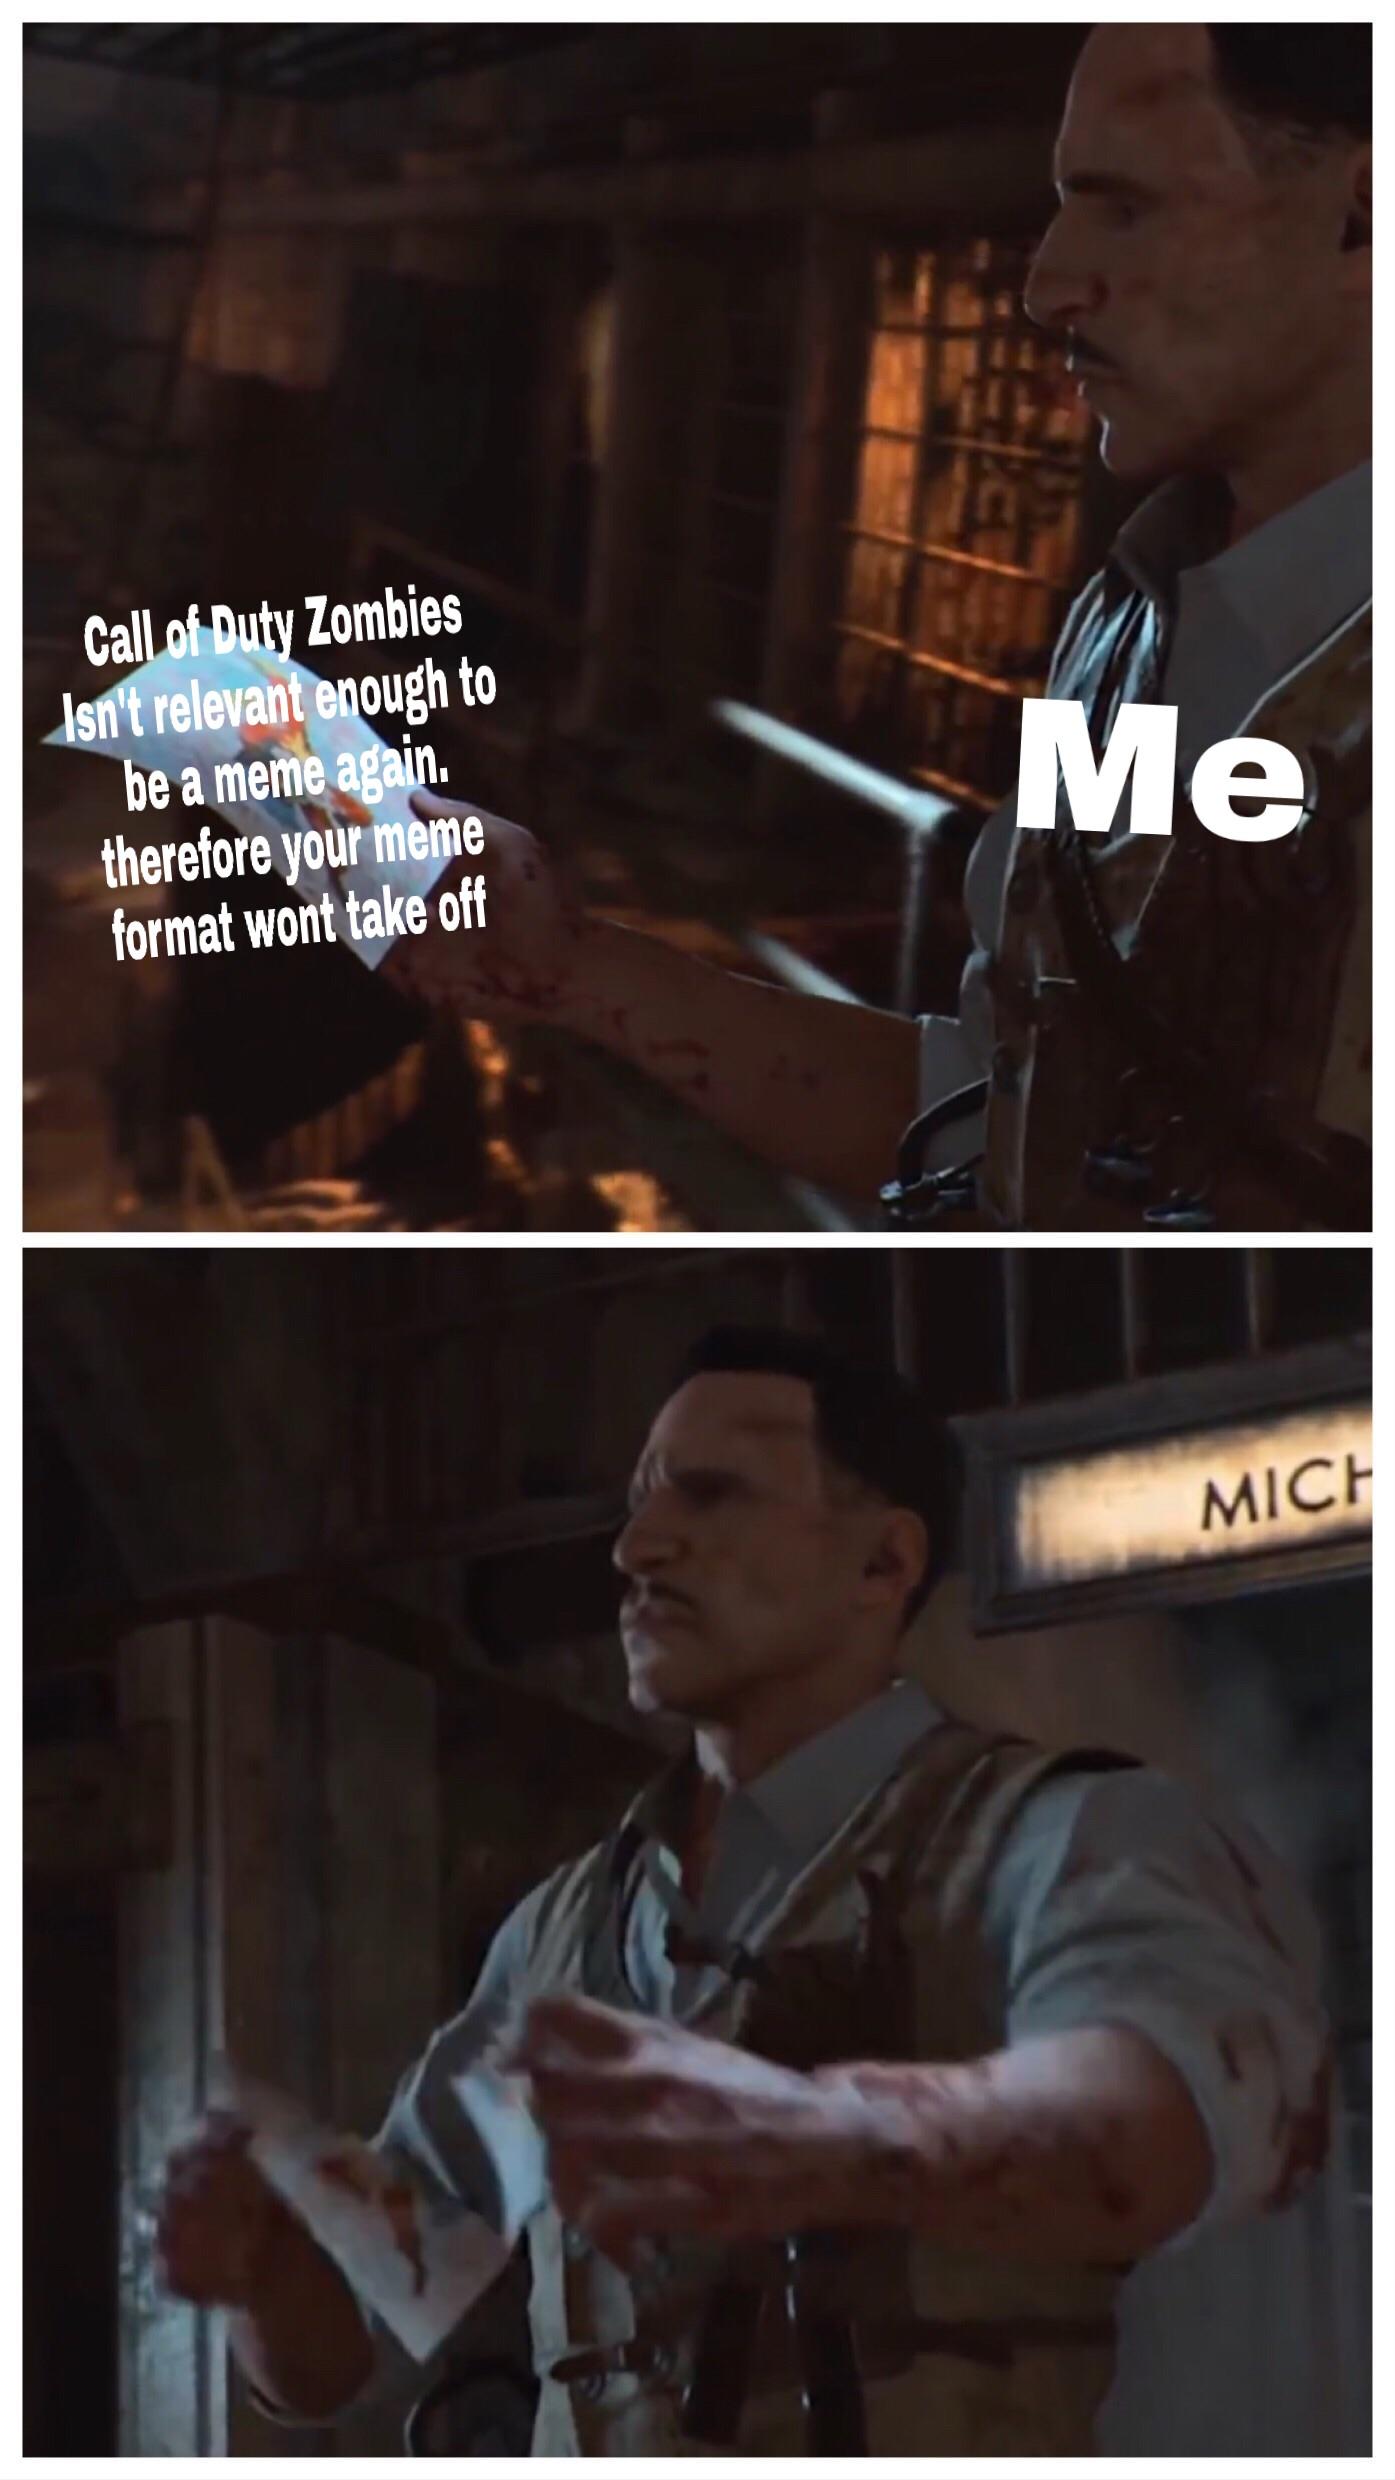 Call of Duty Zombies
Isn't relevant enough to
be a meme again.
therefore your meme
format wont take off
Me
MICH